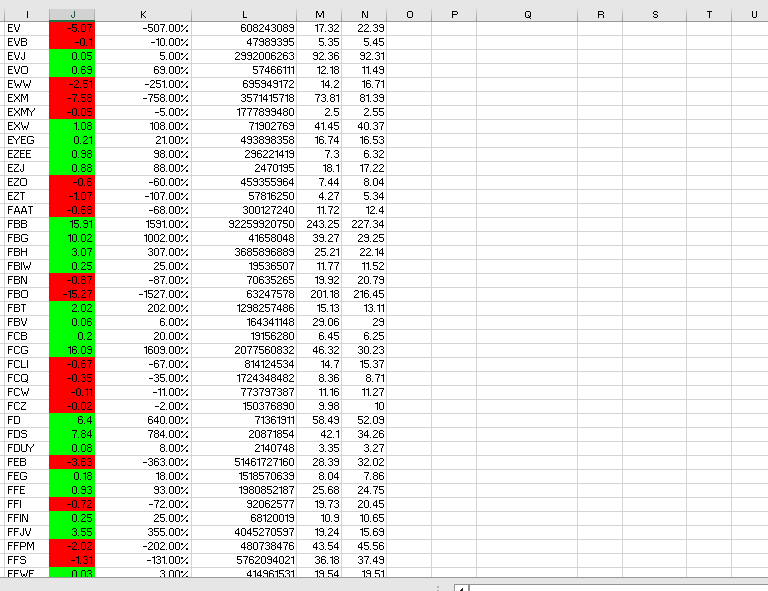 I J K L M N O P Q R S T U
EV -5.07 -507.00% 608243089 17.32 22.39
EVB -0.1 -10.00% 47989395 5.35 5.45
EVJ 0.05 5.00% 2992006263 92.36 92.31
EVO 0.69 69.00% 57466111 12.18 11.49
EWW -2.51 -251.00% 695949172 14.2 16.71
EXM -7.58 -758.00% 3571415718 73.81 81.39
EXMY -0.05 -5.00% 1777899480 2.5 2.55
EXW 1.08 108.00% 71902769 41.45 40.37
EYEG 0.21 21.00% 493898358 16.74 16.53
EZEE 0.98 98.00% 296221419 7.3 6.32
EZJ 0.88 88.00% 2470195 18.1 17.22
EZO -0.6 -60.00% 459355964 7.44 8.04
EZT -1.07 -107.00% 57816250 4.27 5.34
FAAT -0.68 -68.00% 300127240 11.72 12.4
FBB 15.91 1591.00% 92259920750 243.25 227.34
FBG 10.02 1002.00% 41658048 39.27 29.25
FBH 3.07 307.00% 3685896889 25.21 22.14
FBIW 0.25 25.00% 19536507 11.77 11.52
FBN -0.87 -87.00% 70635265 19.92 20.79
FBO -15.27 -1527.00% 63247578 201.18 216.45
FBT 2.02 202.00% 1298257486 15.13 13.11
FBV 0.06 6.00% 164341148 29.06 29
FCB 0.2 20.00% 19156280 6.45 6.25
FCG 16.09 1609.00% 2077560832 46.32 30.23
FCLI -0.67 -67.00% 814124534 14.7 15.37
FCQ -0.35 -35.00% 1724348482 8.36 8.71
FCW -0.11 -11.00% 773797387 11.16 11.27
FCZ -0.02 -2.00% 150376890 9.98 10
FD 6.4 640.00% 71361911 58.49 52.09
FDS 7.84 784.00% 20871854 42.1 34.26
FDUY 0.08 8.00% 2140748 3.35 3.27
FEB -3.63 -363.00% 51461727160 28.39 32.02
FEG 0.18 18.00% 1518570639 8.04 7.86
FFE 0.93 93.00% 1980852187 25.68 24.75
FFI -0.72 -72.00% 92062577 19.73 20.45
FFIN 0.25 25.00% 68120019 10.9 10.65
FFJV 3.55 355.00% 4045270597 19.24 15.69
FFPM -2.02 -202.00% 480738476 43.54 45.56
FFS -1.31 -131.00% 5762094021 36.18 37.49
FFWF 0.03 3.00% 414961531 19.54 19.51